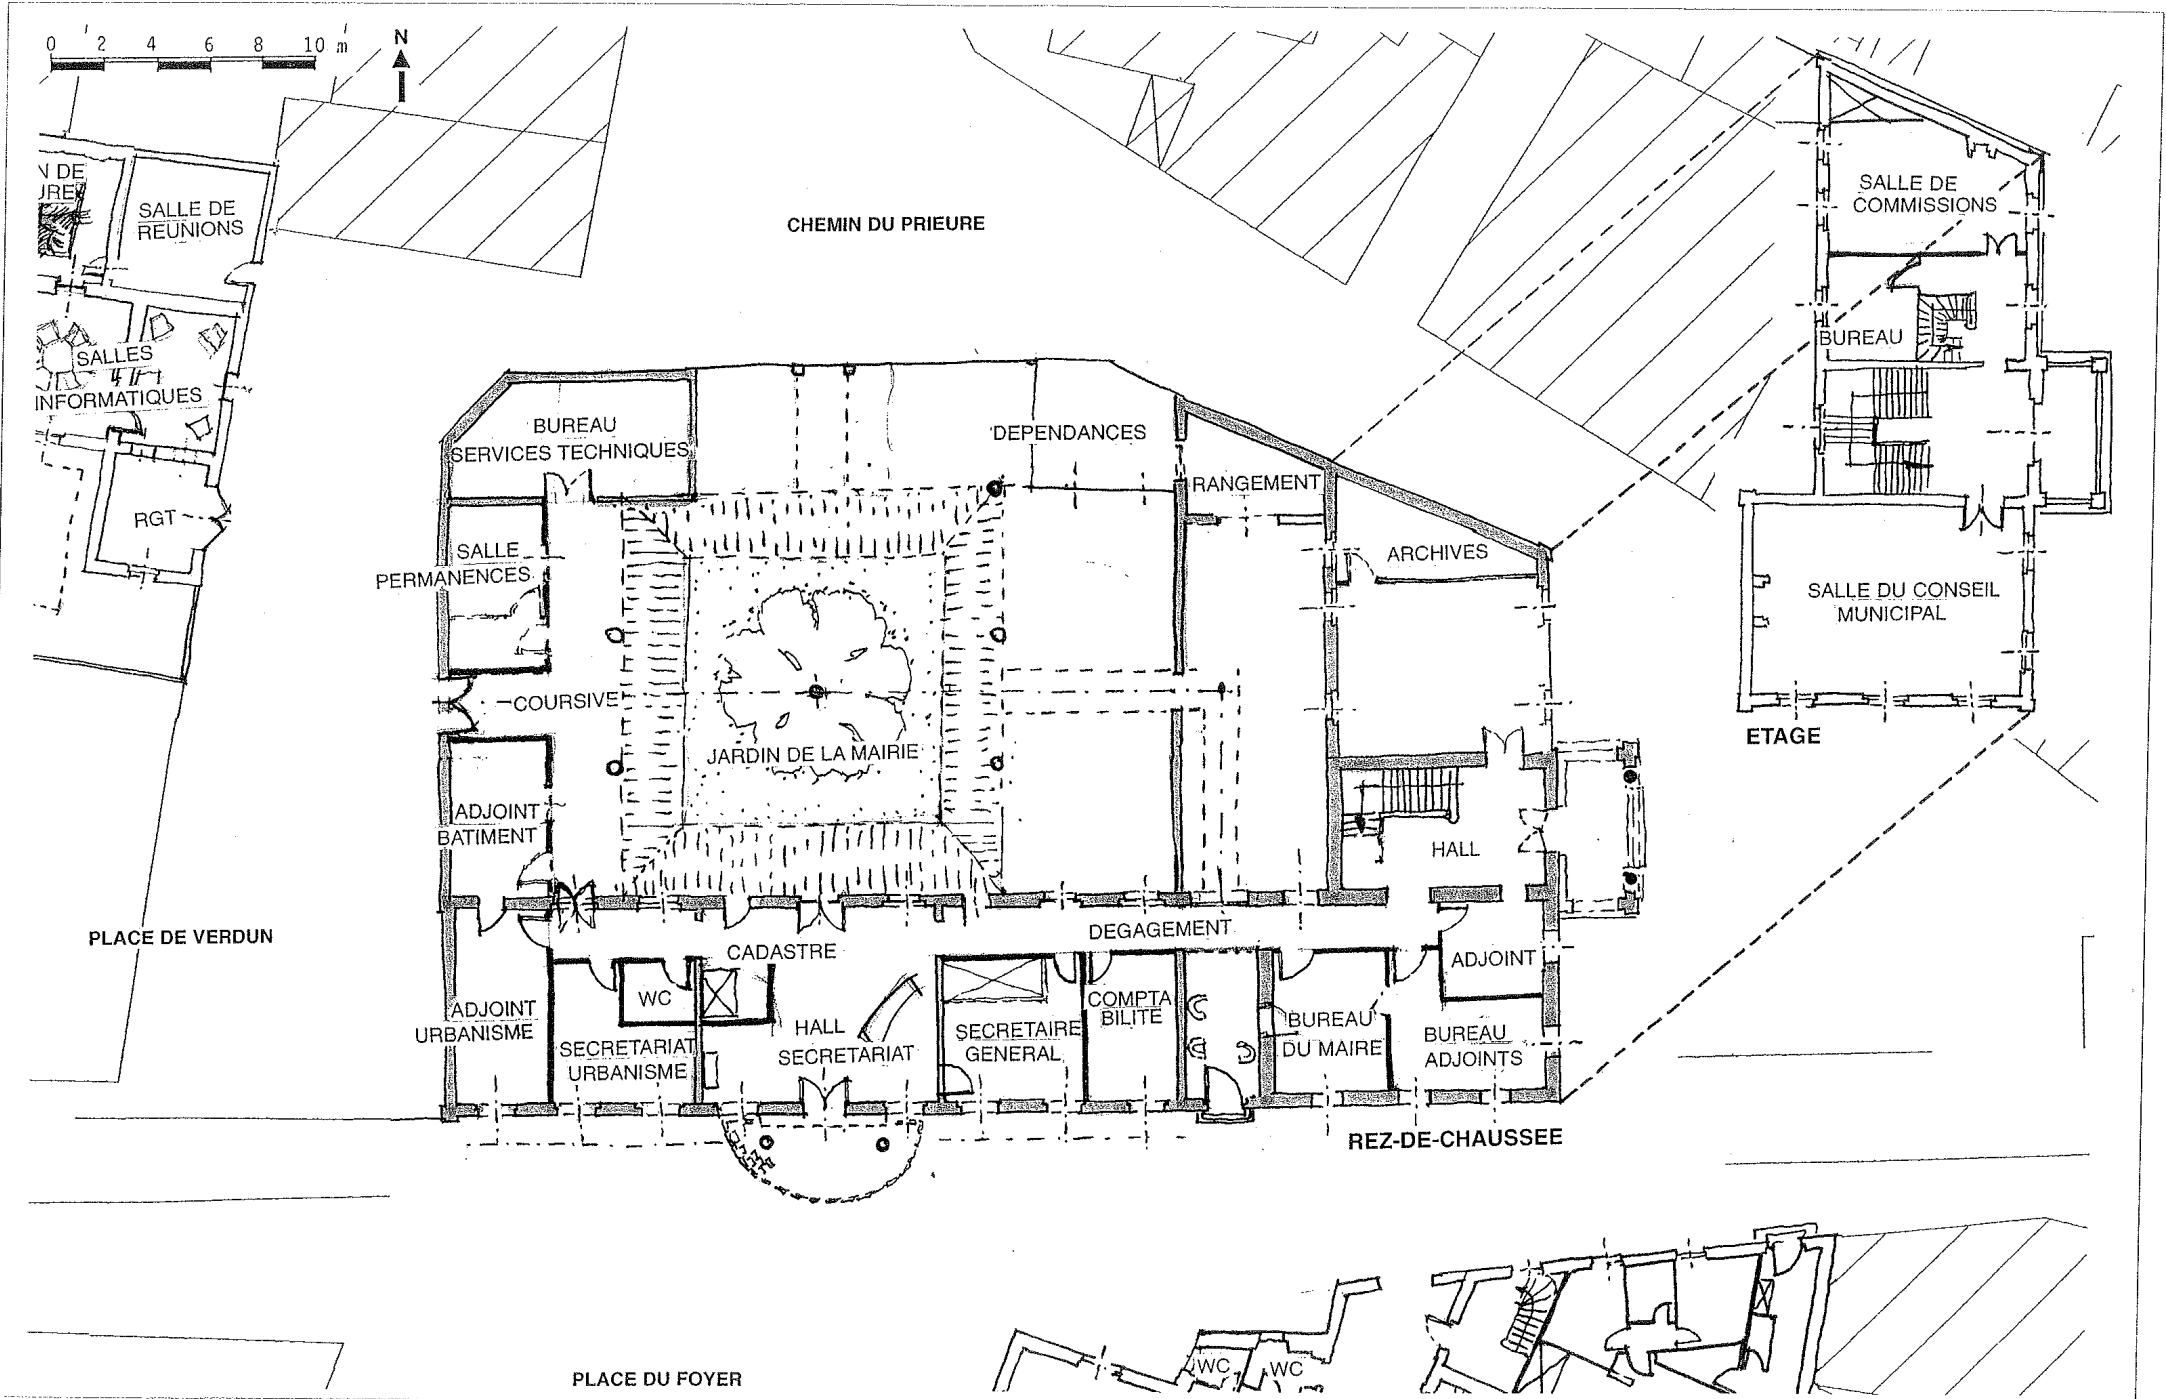 0 2 4 6 8 10 m
N
N DE
URE
SALLE DE
REUNIONS
SALLES
INFORMATIQUES
RGT
CHEMIN DU PRIEURE
SALLE DE
COMMISSIONS
BUREAU
SALLE DU CONSEIL
MUNICIPAL
ETAGE
BUREAU
SERVICES TECHNIQUES
DEPENDANCES
RANGEMENT
ARCHIVES
SALLE
PERMANENCES
COURSIVE
JARDIN DE LA MAIRIE
ADJOINT
BATIMENT
HALL
PLACE DE VERDUN
DEGAGEMENT
CADASTRE
ADJOINT
WC
ADJOINT
URBANISME
SECRETARIAT
URBANISME
HALL
SECRETARIAT
SECRETAIRE
GENERAL
COMPTA
BILITE
BUREAU
DU MAIRE
BUREAU
ADJOINTS
REZ-DE-CHAUSSEE
PLACE DU FOYER
WC
WC